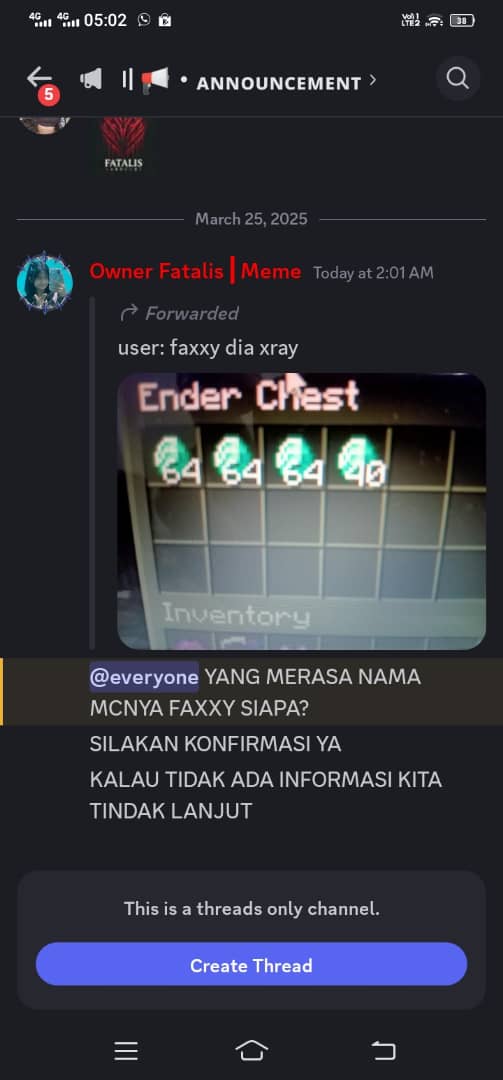 4G 4G 05:02 VoD 1 LTE2 38
5 || • ANNOUNCEMENT >
FATALIS
March 25, 2025
Owner Fatalis | Meme Today at 2:01 AM
Forwarded
user: faxxy dia xray
Ender Chest
64 64 64 40
Inventory
@everyone YANG MERASA NAMA
MCNYA FAXXY SIAPA?
SILAKAN KONFIRMASI YA
KALAU TIDAK ADA INFORMASI KITA
TINDAK LANJUT
This is a threads only channel.
Create Thread